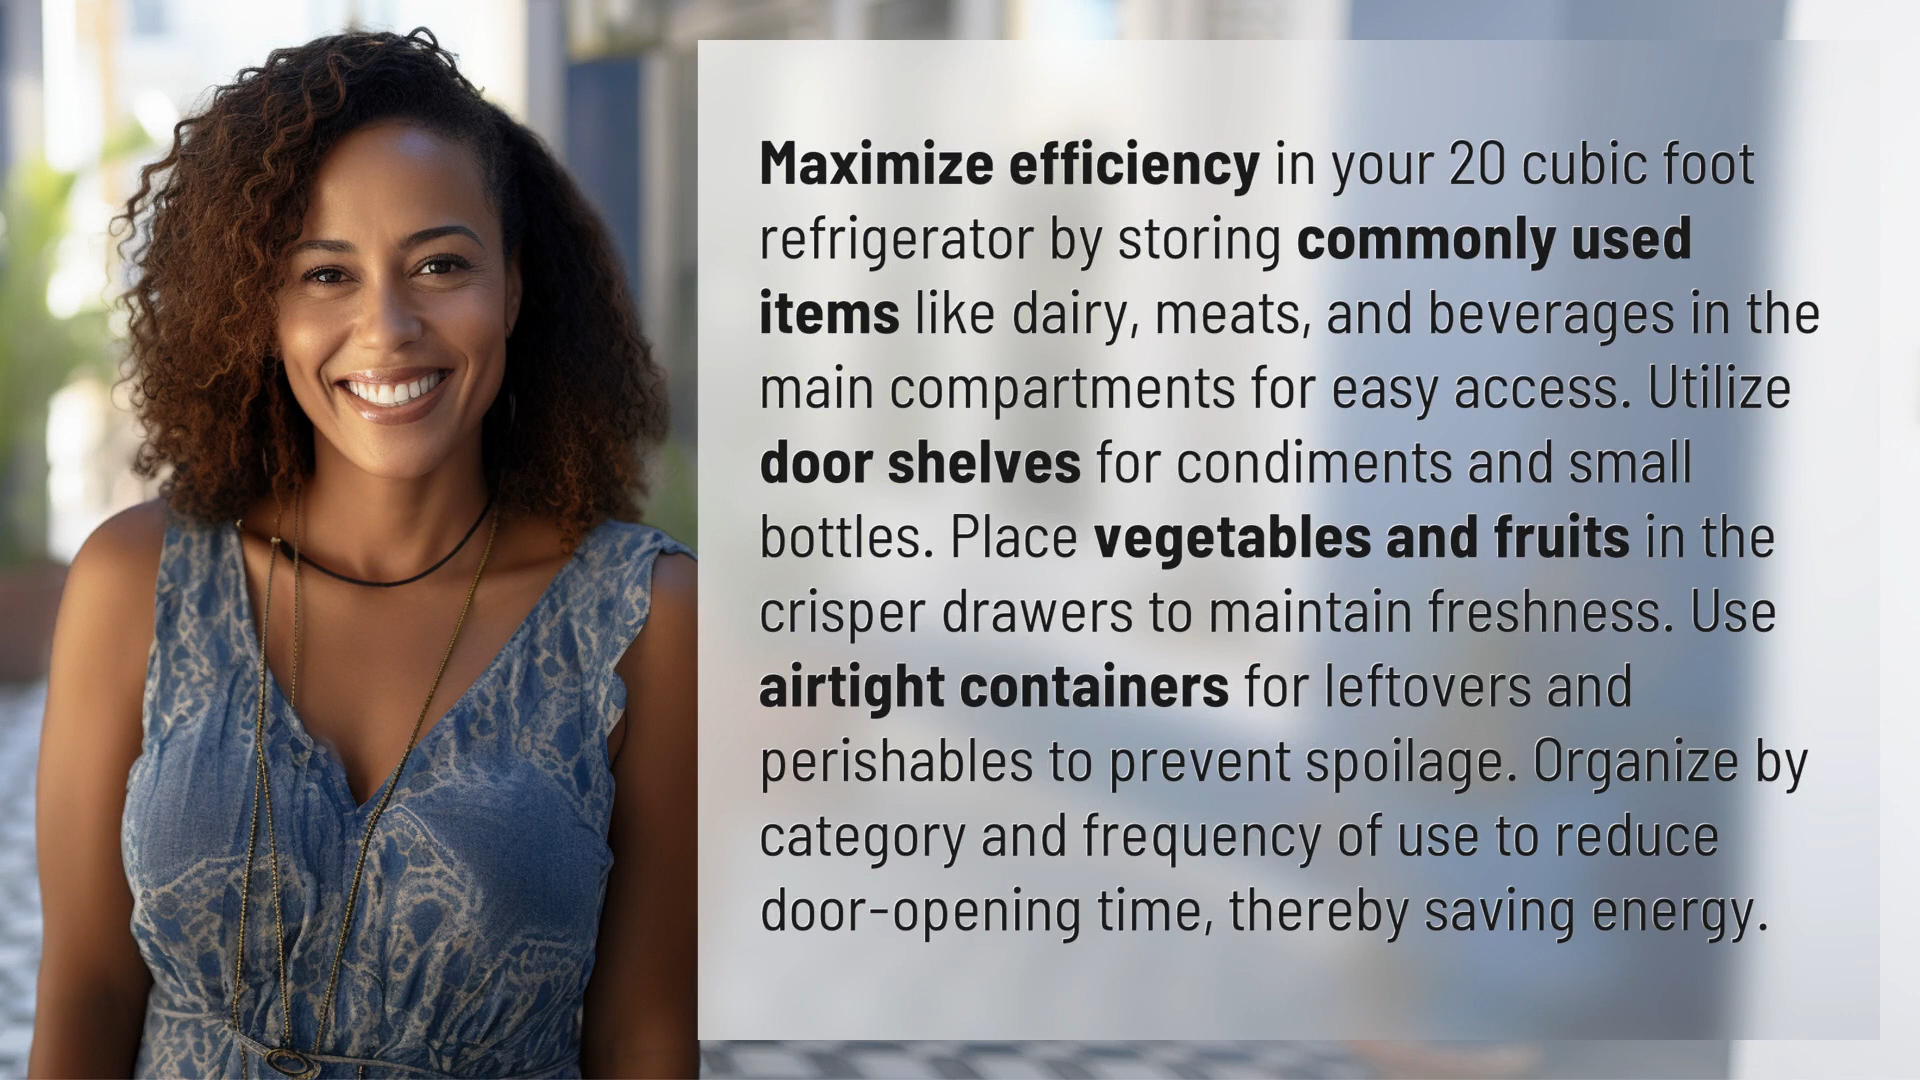 Maximize efficiency in your 20 cubic foot
refrigerator by storing commonly used
items like dairy, meats, and beverages in the
main compartments for easy access. Utilize
door shelves for condiments and small
bottles. Place vegetables and fruits in the
crisper drawers to maintain freshness. Use
airtight containers for leftovers and
perishables to prevent spoilage. Organize by
category and frequency of use to reduce
door-opening time, thereby saving energy.